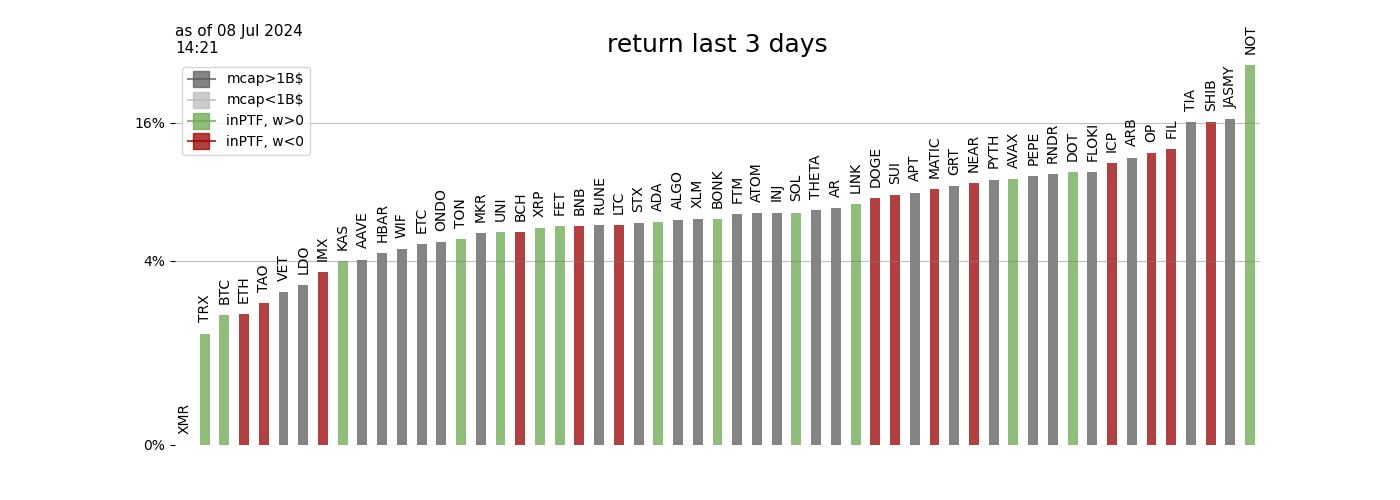 as of 08 Jul 2024
14:21
return last 3 days
mcap>1B$
mcap<1B$
inPTF, w>0
inPTF, w<0
16%
4%
0%
XMR
TRX
BTC
ETH
TAO
VET
LDO
IMX
KAS
AAVE
HBAR
WIF
ETC
ONDO
TON
MKR
UNI
BCH
XRP
FET
BNB
RUNE
LTC
STX
ADA
ALGO
XLM
BONK
FTM
ATOM
INJ
SOL
THETA
AR
LINK
DOGE
SUI
APT
MATIC
GRT
NEAR
PYTH
AVAX
PEPE
RNDR
DOT
FLOKI
ICP
ARB
OP
FIL
TIA
SHIB
JASMY
NOT